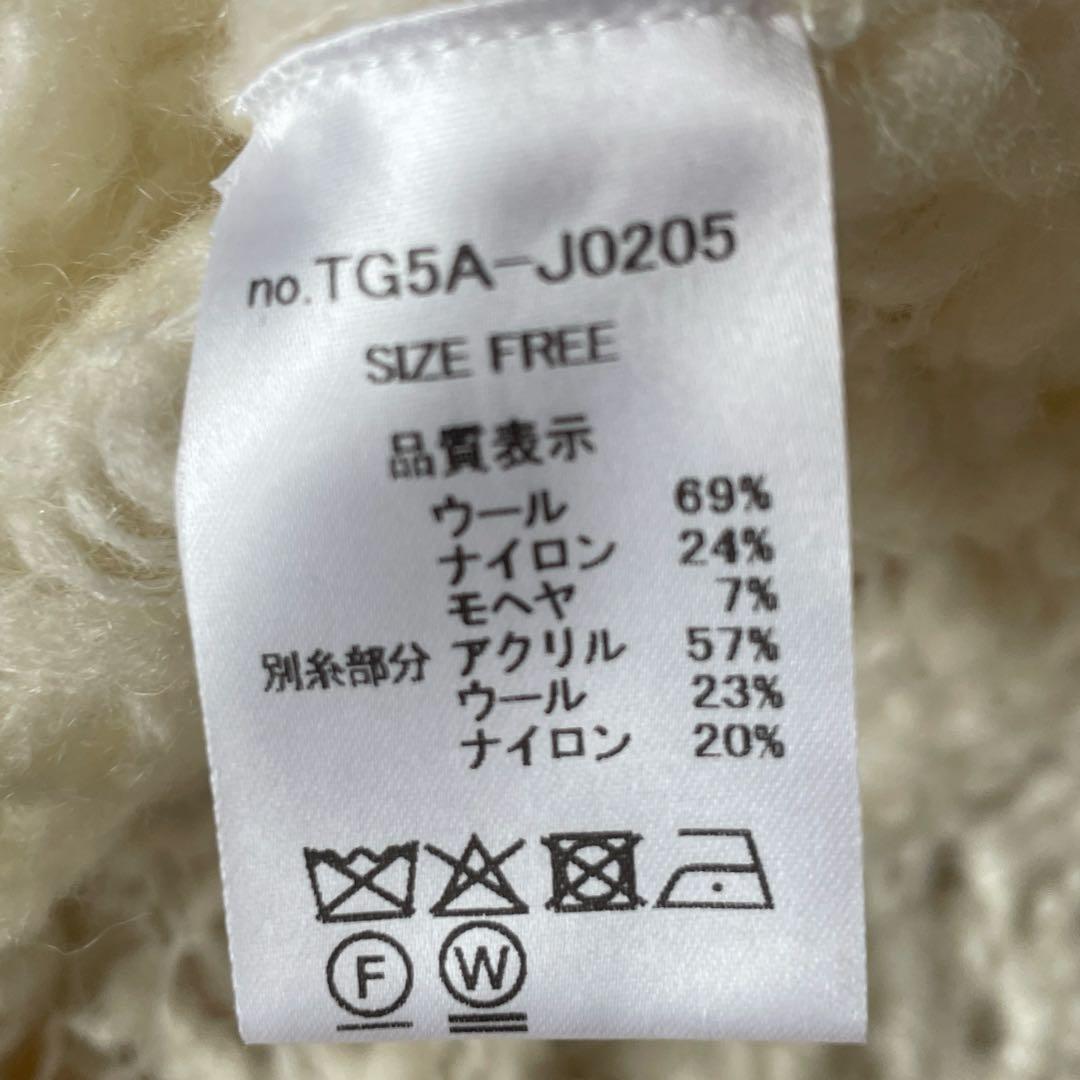 no.TG5A-J0205
SIZE FREE
品質表示
ウール 69%
ナイロン 24%
モヘヤ 7%
別糸部分 アクリル 57%
ウール 23%
ナイロン 20%
F W